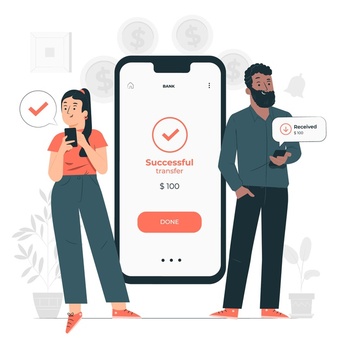 BANK
Successful
transfer
$ 100
DONE
Received
$ 100